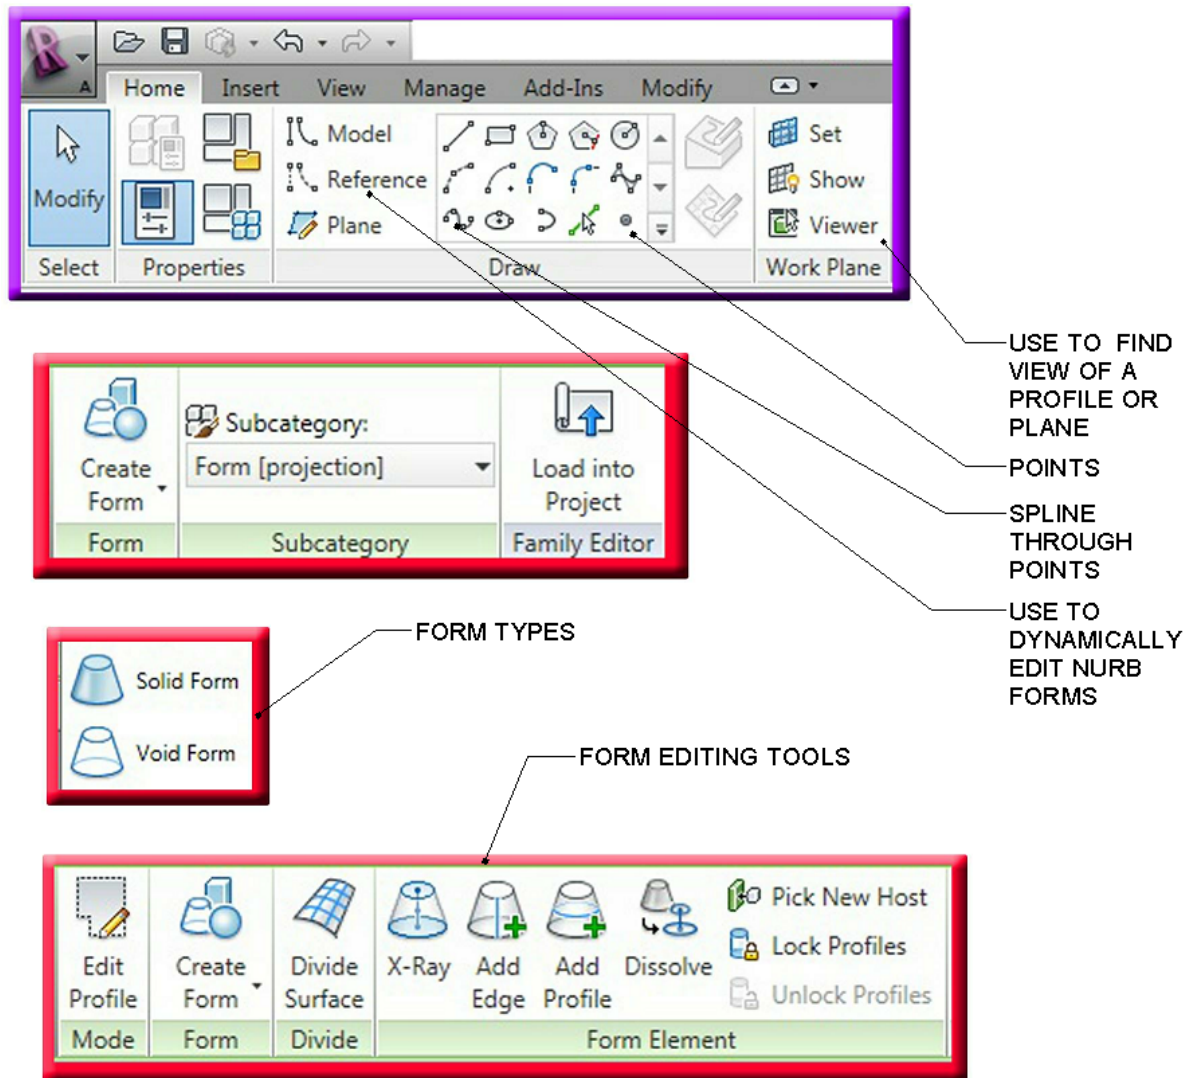 R
A
Home Insert View Manage Add-Ins Modify
Modify
Model
Reference
Plane
Set
Show
Viewer
Select Properties Draw Work Plane
USE TO FIND
VIEW OF A
PROFILE OR
PLANE
POINTS
SPLINE
THROUGH
POINTS
USE TO
DYNAMICALLY
EDIT NURB
FORMS
Create
Form
Subcategory:
Form [projection]
Load into
Project
Form Subcategory Family Editor
FORM TYPES
Solid Form
Void Form
FORM EDITING TOOLS
Edit
Profile
Create
Form
Divide
Surface
X-Ray
Add
Edge
Add
Profile
Dissolve
Pick New Host
Lock Profiles
Unlock Profiles
Mode Form Divide Form Element